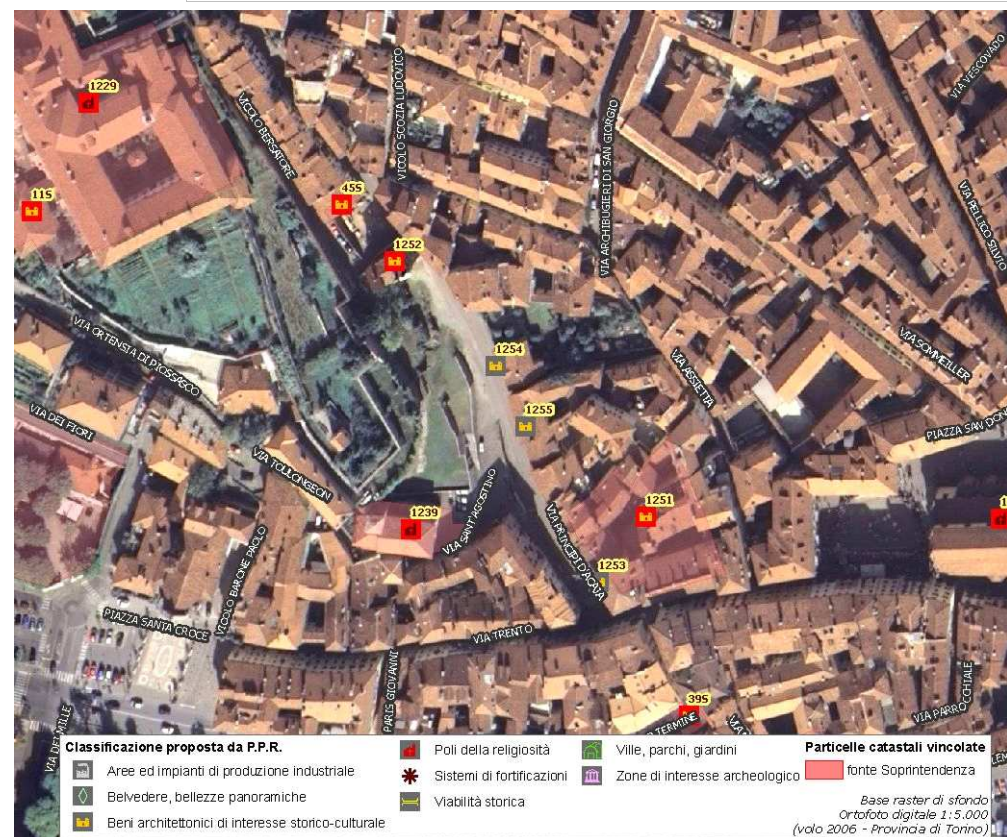 1229
11S
45S
1252
1254
1255
1251
1239
1253
39S
VICOLO BERSATORE
VICOLO SCOZIA LUDOVICO
VIA ARCHIBUGIERI DI SAN GIORGIO
VIA VESCOVADO
VIA PELLICO SILVIO
VIA SOMMEILLER
VIA ASSIETTA
VIA ORTENSIA DI PIOSSASCO
VIA DEI FIORI
VIA TOULONGEON
VIA SANT'AGOSTINO
VIA PRINCIPI D'ACAIA
PIAZZA SAN DON
VICOLO BARONE PAOLO
PIAZZA SANTA CROCE
VIA TRENTO
PARIS GIOVANNI
TERMINE
VIA PARROCCHIALE
Classificazione proposta da P.P.R.
Aree ed impianti di produzione industriale
Belvedere, bellezze panoramiche
Beni architettonici di interesse storico-culturale
Poli della religiosità
Sistemi di fortificazioni
Viabilità storica
Ville, parchi, giardini
Zone di interesse archeologico
Particelle catastali vincolate
fonte Soprintendenza
Base raster di sfondo
Ortofoto digitale 1:5.000
(volo 2006 - Provincia di Torino)